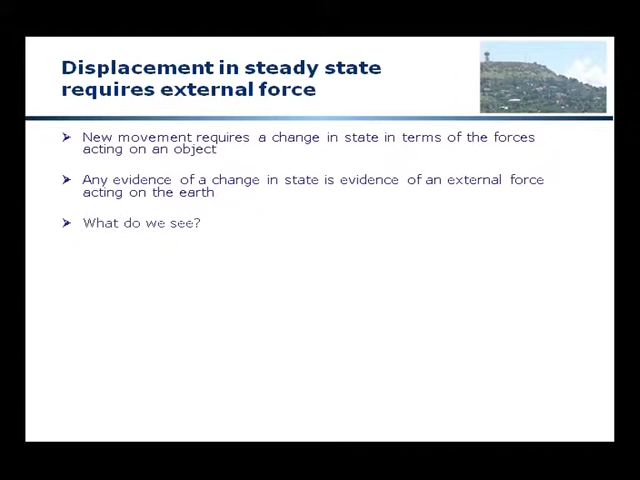 Displacement in steady state
requires external force
New movement requires a change in state in terms of the forces
acting on an object
Any evidence of a change in state is evidence of an external force
acting on the earth
What do we see?